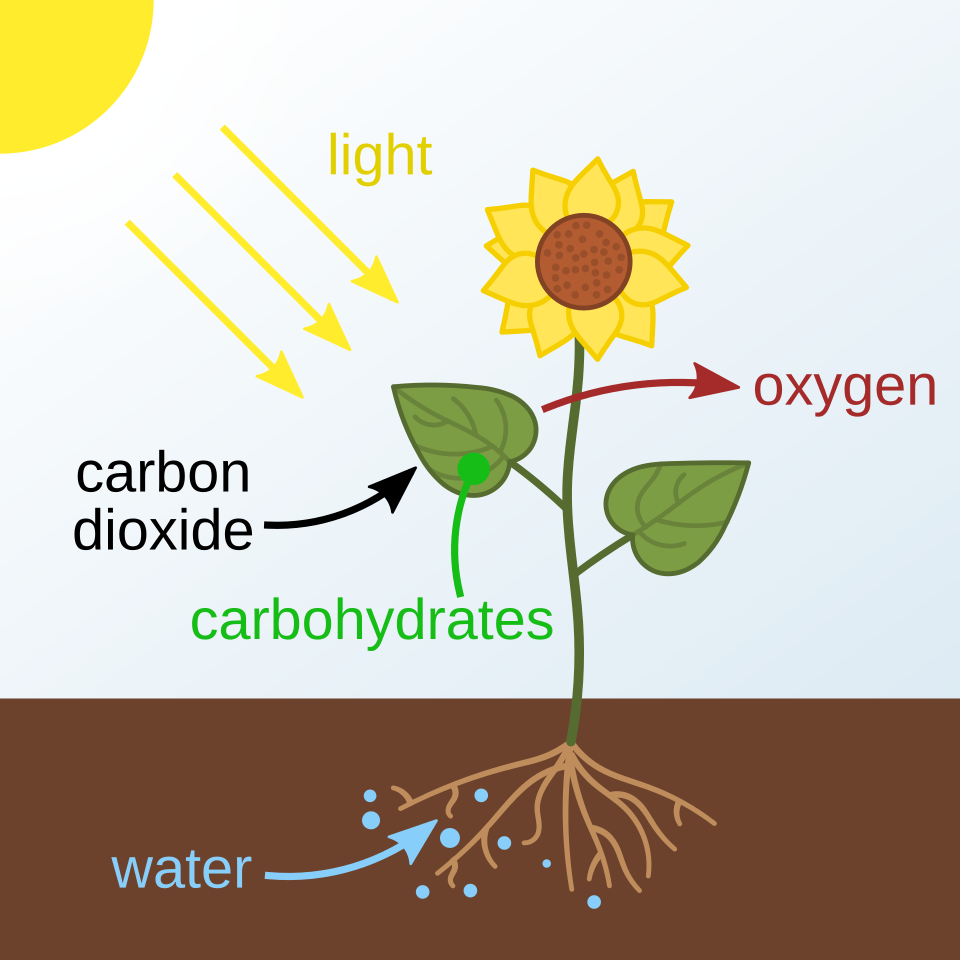 light
oxygen
carbon
dioxide
carbohydrates
water